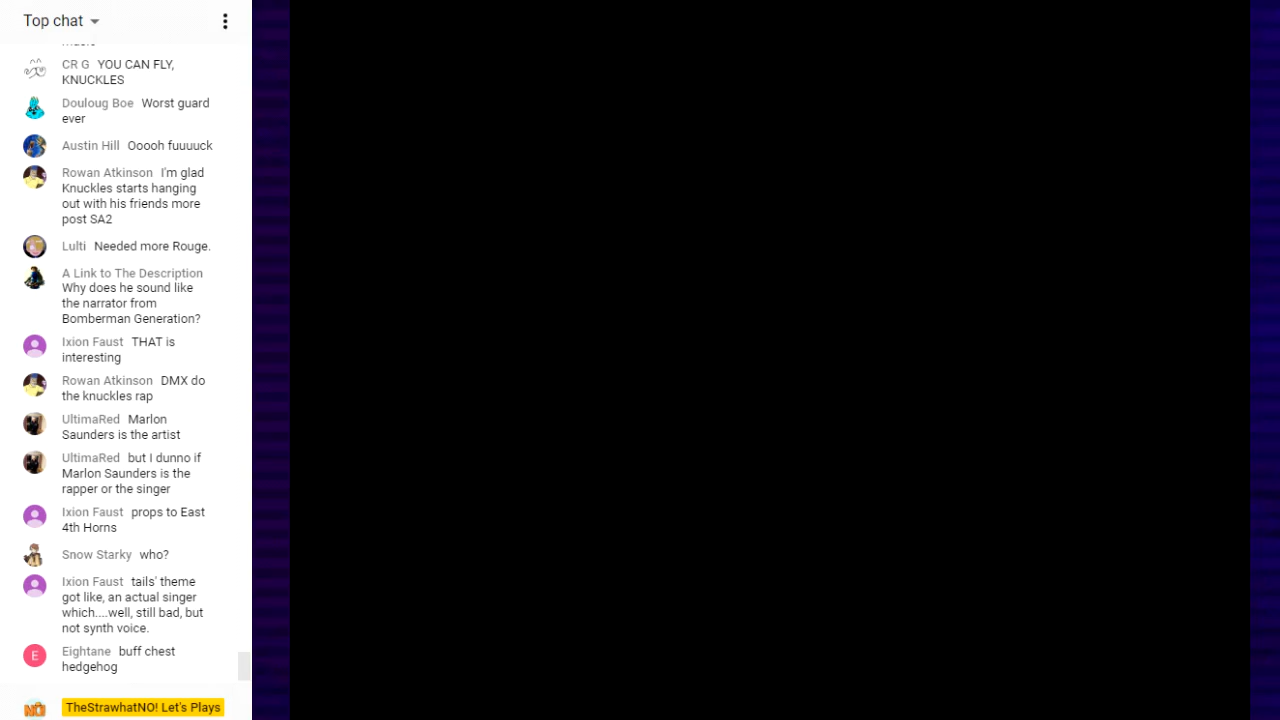 Top chat
music
CR G YOU CAN FLY,
KNUCKLES
Douloug Boe Worst guard
ever
Austin Hill Ooooh fuuuuck
Rowan Atkinson I'm glad
Knuckles starts hanging
out with his friends more
post SA2
Lulti Needed more Rouge.
A Link to The Description
Why does he sound like
the narrator from
Bomberman Generation?
Ixion Faust THAT is
interesting
Rowan Atkinson DMX do
the knuckles rap
UltimaRed Marlon
Saunders is the artist
UltimaRed but I dunno if
Marlon Saunders is the
rapper or the singer
Ixion Faust props to East
4th Horns
Snow Starky who?
Ixion Faust tails' theme
got like, an actual singer
which....well, still bad, but
not synth voice.
E
Eightane buff chest
hedgehog
NO
TheStrawhatNO! Let's Plays